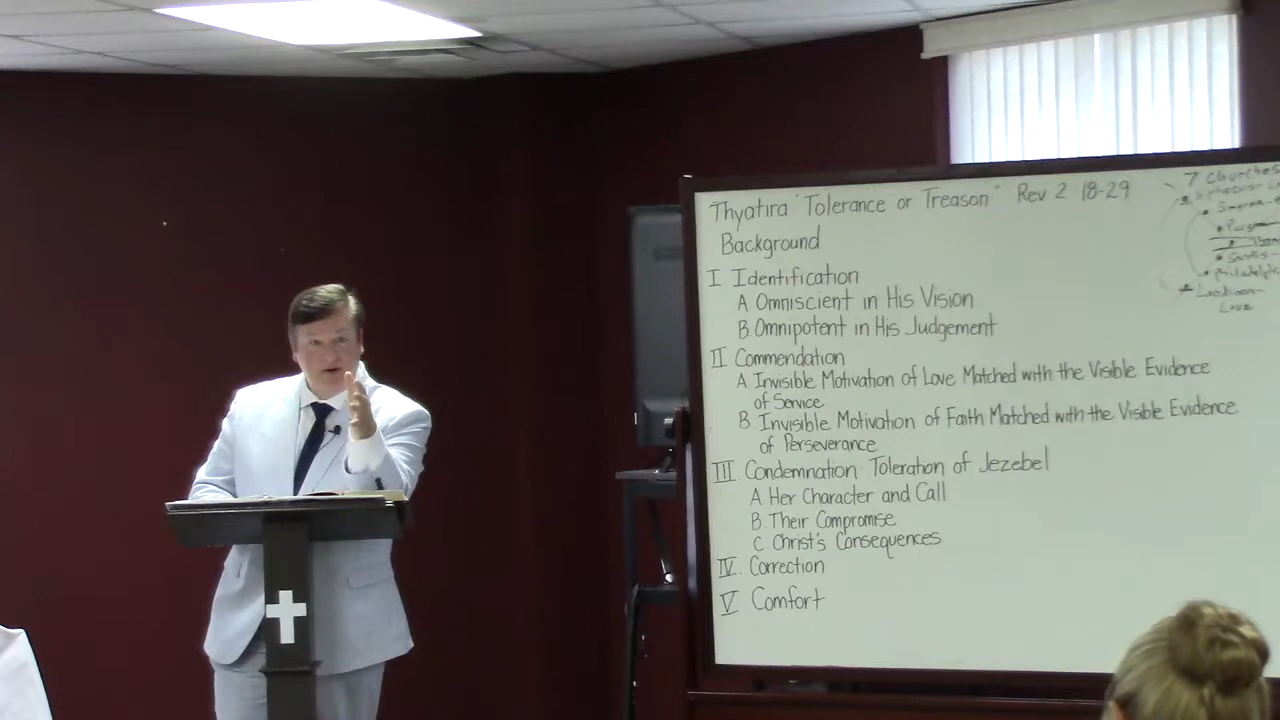 Thyatira "Tolerance or Treason" Rev 2 18-29
Background
I Identification
A Omniscient in His Vision
B. Omnipotent in His Judgement
II Commendation
A Invisible Motivation of Love Matched with the Visible Evidence
of Service
B. Invisible Motivation of Faith Matched with the Visible Evidence
of Perseverance
III. Condemnation: Toleration of Jezebel
A. Her Character and Call
B. Their Compromise
C. Christ's Consequences
IV. Correction
V Comfort
7 Churches
Smyrna
Sardis
Philadelphia
Love